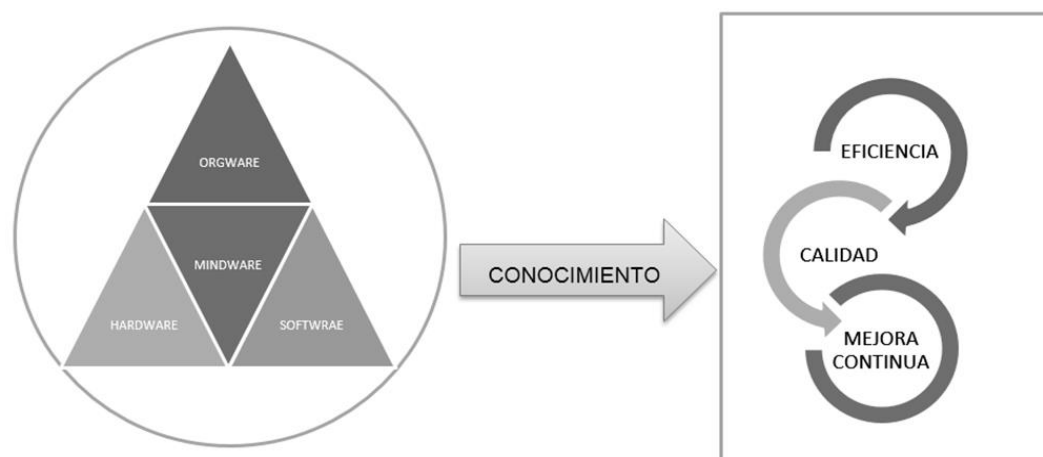 ORGWARE
MINDWARE
HARDWARE
SOFTWRAE
CONOCIMIENTO
EFICIENCIA
CALIDAD
MEJORA
CONTINUA